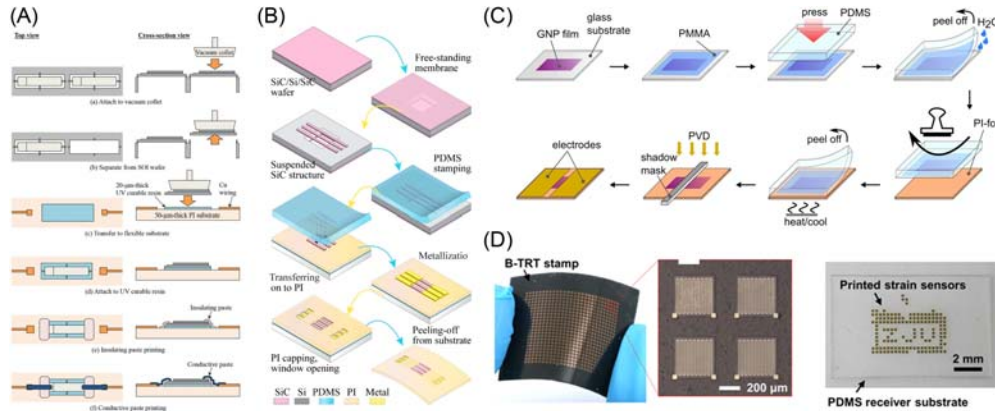 (A)
Top view
Cross-section view
Vacuum collet
(a) Attach to vacuum collet
(b) Separate from SOI wafer
20-μm-thick
UV curable resin
Cu
wiring
50-μm-thick PI substrate
(c) Transfer to flexible substrate
(d) Attach to UV curable resin
Insulating paste
(e) Insulating paste printing
Conductive paste
(f) Conductive paste printing
(B)
SiC/Si/SiC
wafer
Free-standing
membrane
Suspended
SiC structure
PDMS
stamping
Transferring
on to PI
Metallizatio
PI capping,
window opening
Peeling-off
from substrate
SiC
Si
PDMS
PI
Metal
(C)
GNP film
glass
substrate
PMMA
press
PDMS
peel off
H₂O
PI-fo
peel off
heat/cool
PVD
shadow
mask
electrodes
(D)
B-TRT stamp
200 μm
Printed strain sensors
ZJU
2 mm
PDMS receiver substrate